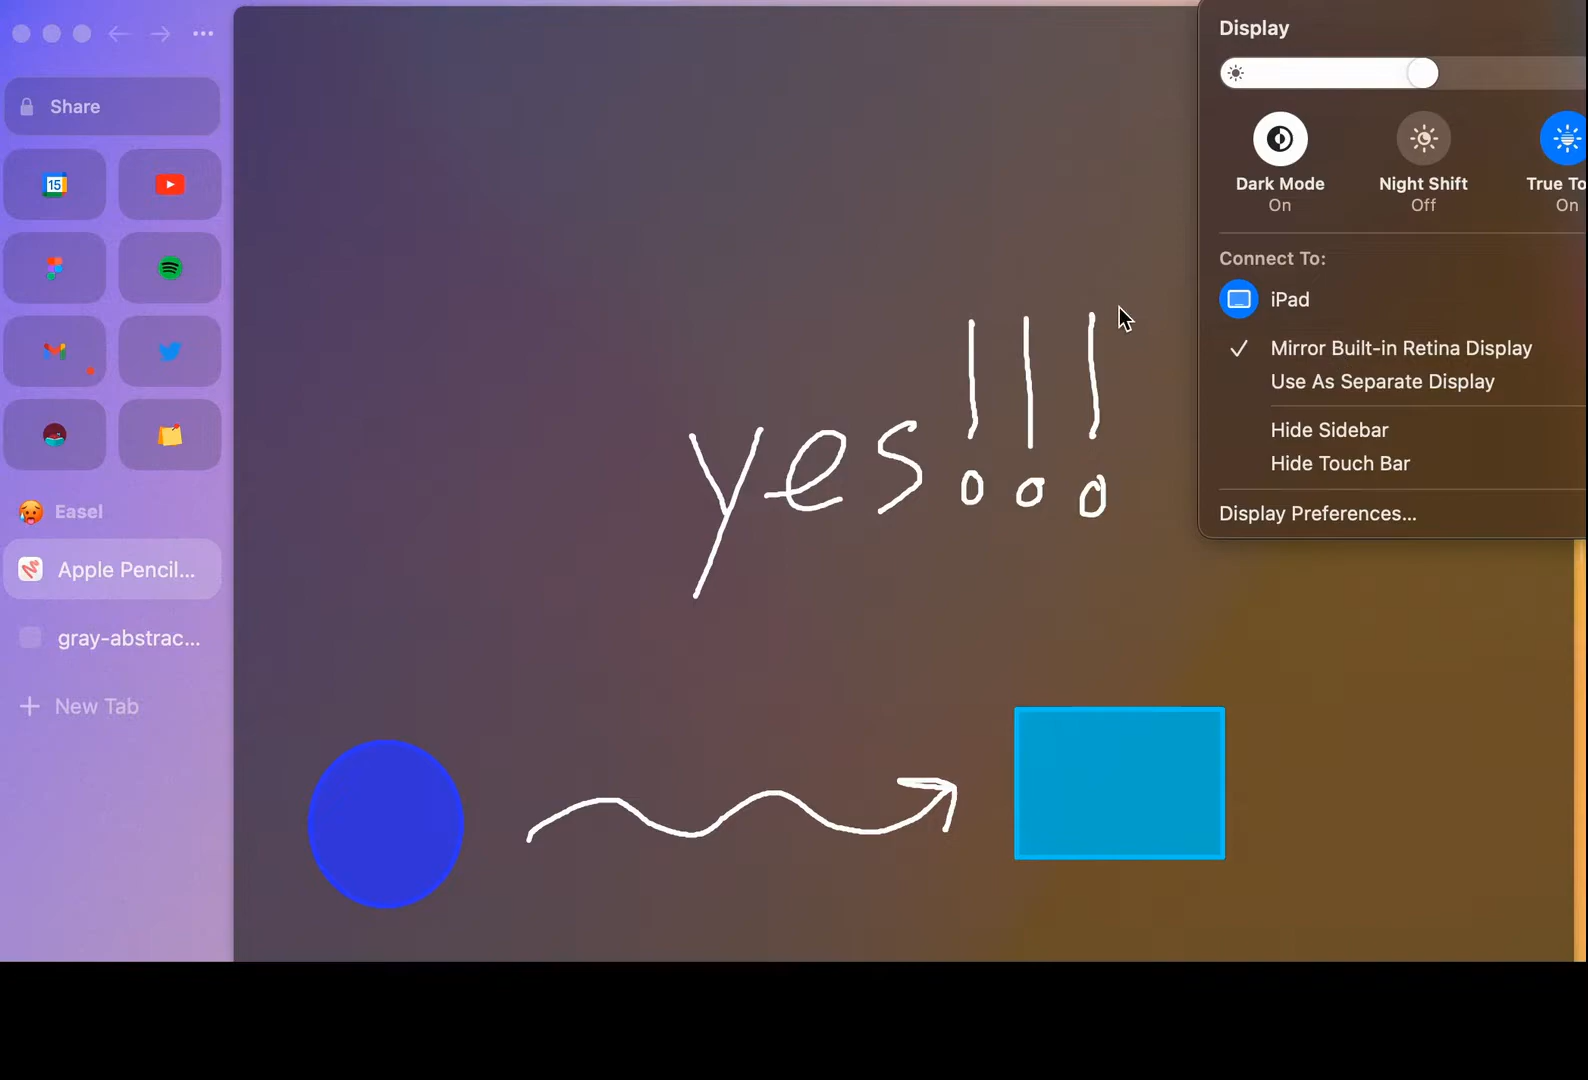 Share
15
Easel
Apple Pencil...
gray-abstrac...
New Tab
yes!!!
Display
Dark Mode
On
Night Shift
Off
True To
On
Connect To:
iPad
Mirror Built-in Retina Display
Use As Separate Display
Hide Sidebar
Hide Touch Bar
Display Preferences...